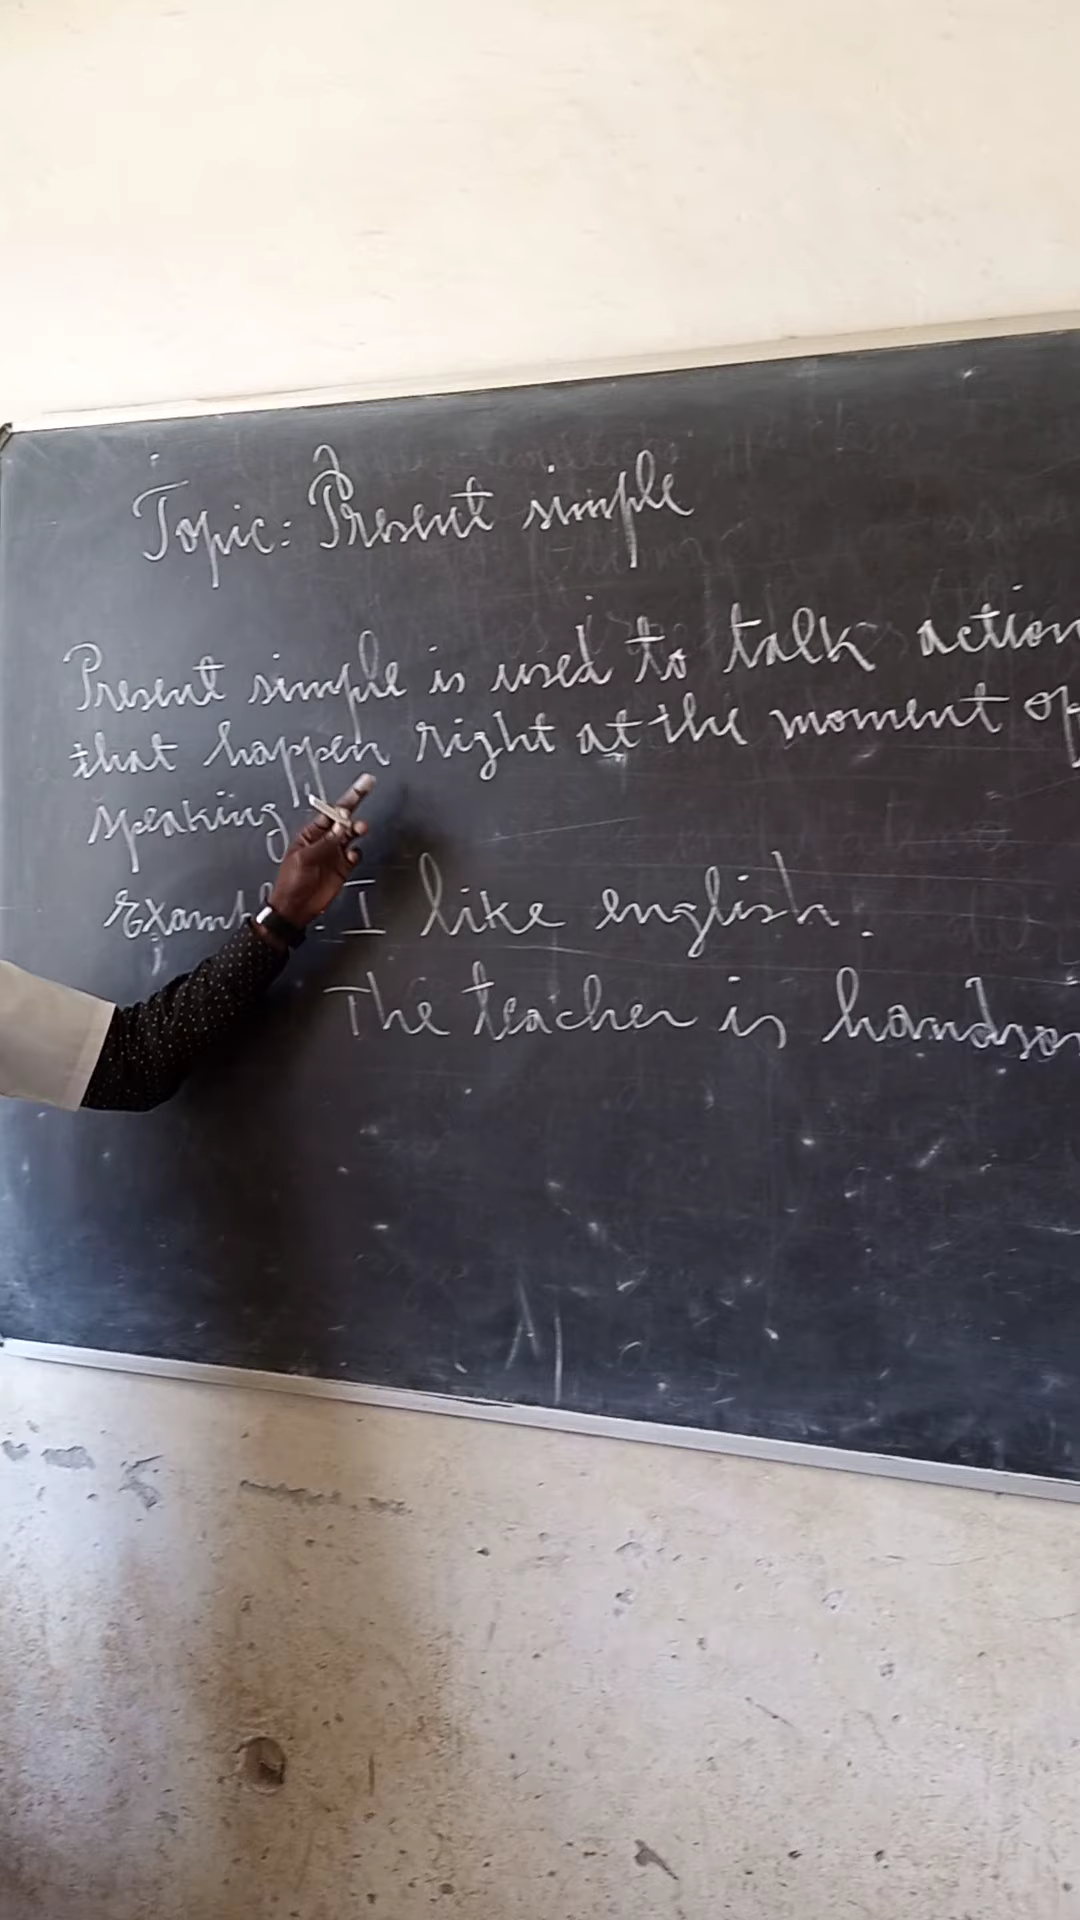 Topic: Present simple
Present simple is used to talk action
that happen right at the moment of
speaking
I like english.
The teacher is handso